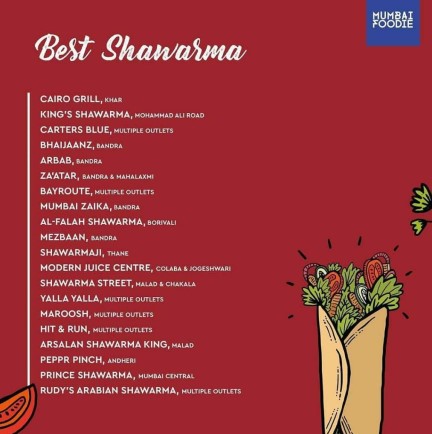 MUMBAI
FOODIE
Best Shawarma
CAIRO GRILL, KHAR
KING'S SHAWARMA, MOHAMMAD ALI ROAD
CARTERS BLUE, MULTIPLE OUTLETS
BHAIJAANZ, BANDRA
ARBAB, BANDRA
ZA'ATAR, BANDRA & MAHALAXMI
BAYROUTE, MULTIPLE OUTLETS
MUMBAI ZAIKA, BANDRA
AL-FALAH SHAWARMA, BORIVALI
MEZBAAN, BANDRA
SHAWARMAJI, THANE
MODERN JUICE CENTRE, COLABA & JOGESHWARI
SHAWARMA STREET, MALAD & CHAKALA
YALLA YALLA, MULTIPLE OUTLETS
MAROOSH, MULTIPLE OUTLETS
HIT & RUN, MULTIPLE OUTLETS
ARSALAN SHAWARMA KING, MALAD
PEPPR PINCH, ANDHERI
PRINCE SHAWARMA, MUMBAI CENTRAL
RUDY'S ARABIAN SHAWARMA, MULTIPLE OUTLETS